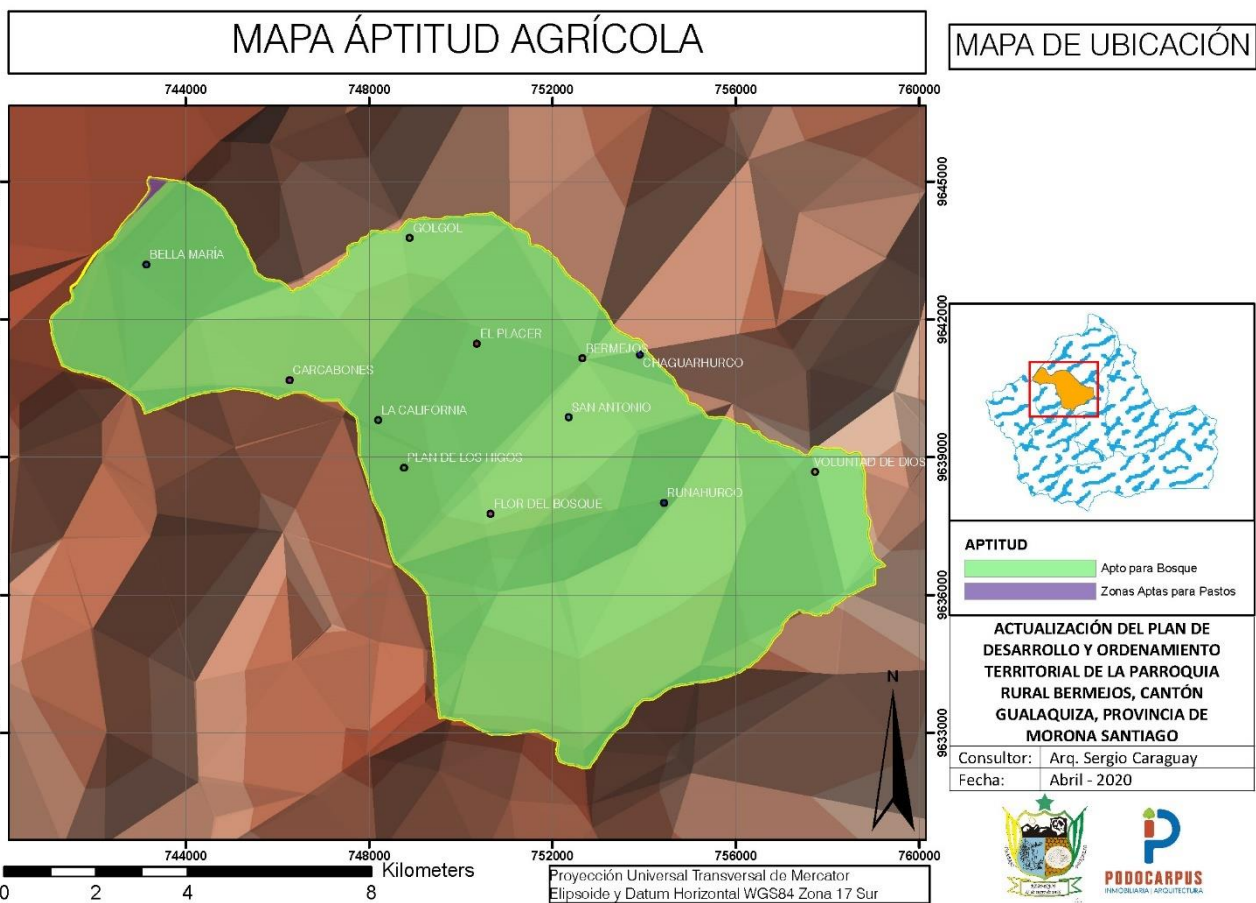 MAPA ÁPTITUD AGRÍCOLA
MAPA DE UBICACIÓN
744000 748000 752000 756000 760000
9645000
BELLA MARÍA
GOLGOL
9642000
EL PLACER
BERMEJOS
CHAGUARHURCO
CARCABONES
LA CALIFORNIA
SAN ANTONIO
9639000
PLAN DE LOS HIGOS
VOLUNTAD DE DIOS
RUNAHURCO
FLOR DEL BOSQUE
9636000
N
9633000
744000 748000 752000 756000 760000
APTITUD
Apto para Bosque
Zonas Aptas para Pastos
ACTUALIZACIÓN DEL PLAN DE
DESARROLLO Y ORDENAMIENTO
TERRITORIAL DE LA PARROQUIA
RURAL BERMEJOS, CANTÓN
GUALAQUIZA, PROVINCIA DE
MORONA SANTIAGO
Consultor: Arq. Sergio Caraguay
Fecha: Abril - 2020
Kilometers
0 2 4 8
Proyección Universal Transversal de Mercator
Elipsoide y Datum Horizontal WGS84 Zona 17 Sur
PODOCARPUS
INMOBILIARIA | ARQUITECTURA